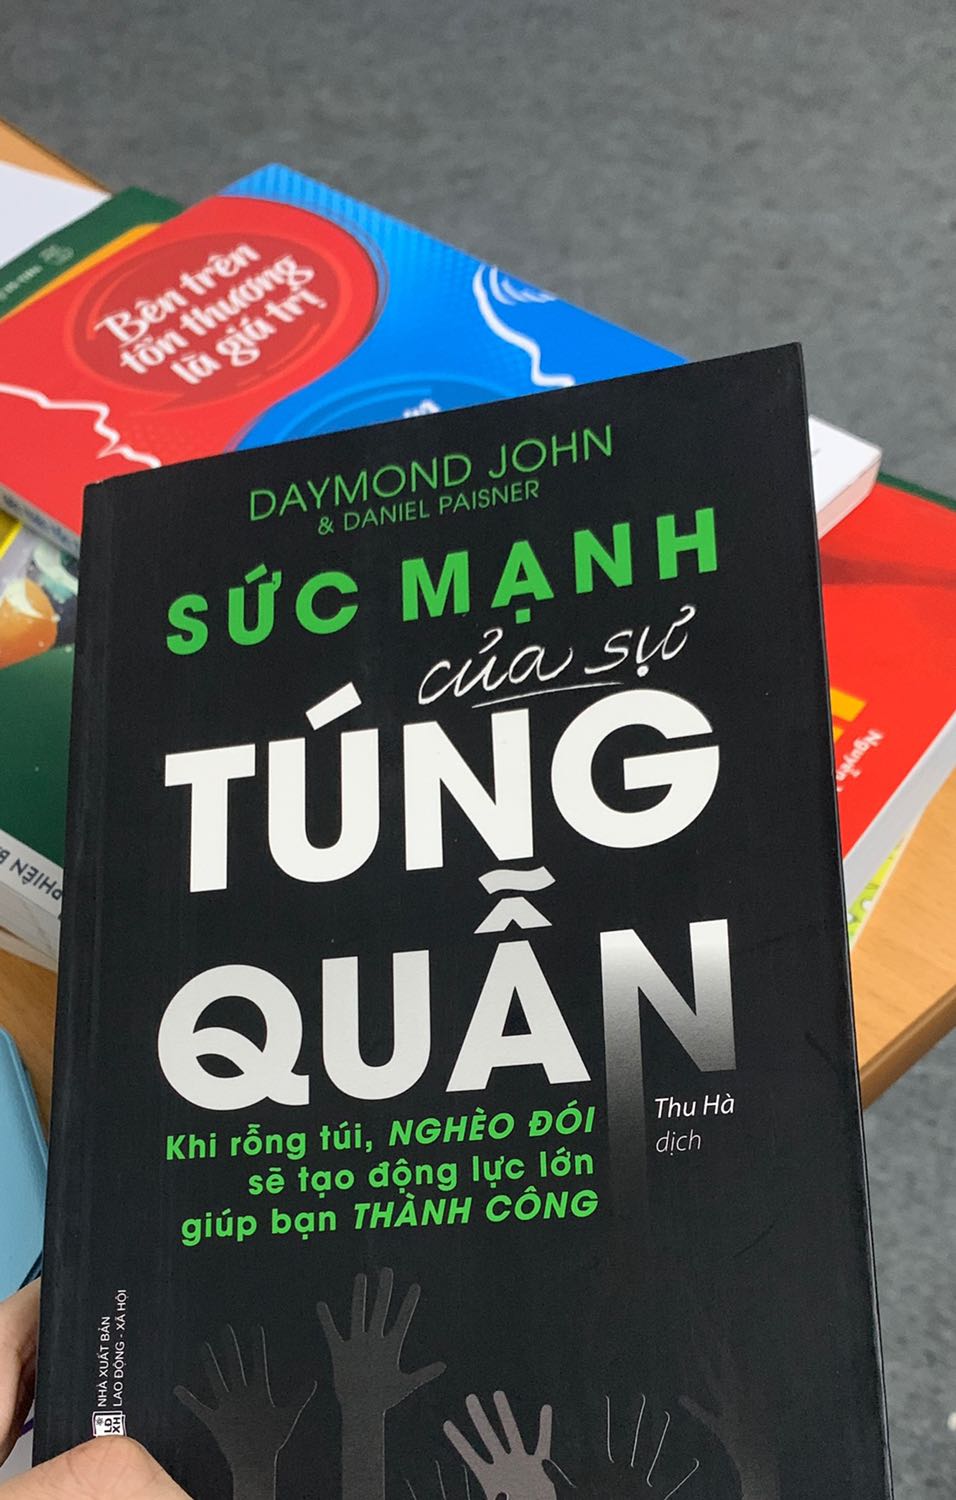 Bên trên
tổn thương
là giá trị
DAYMOND JOHN
& DANIEL PAISNER
SỨC MẠNH
của sự
TÚNG
QUẪN
Thu Hà
dịch
Khi rỗng túi, NGHÈO ĐÓI
sẽ tạo động lực lớn
giúp bạn THÀNH CÔNG
NHÀ XUẤT BẢN
LAO ĐỘNG - XÃ HỘI
Nguyễn
PHIÊN B